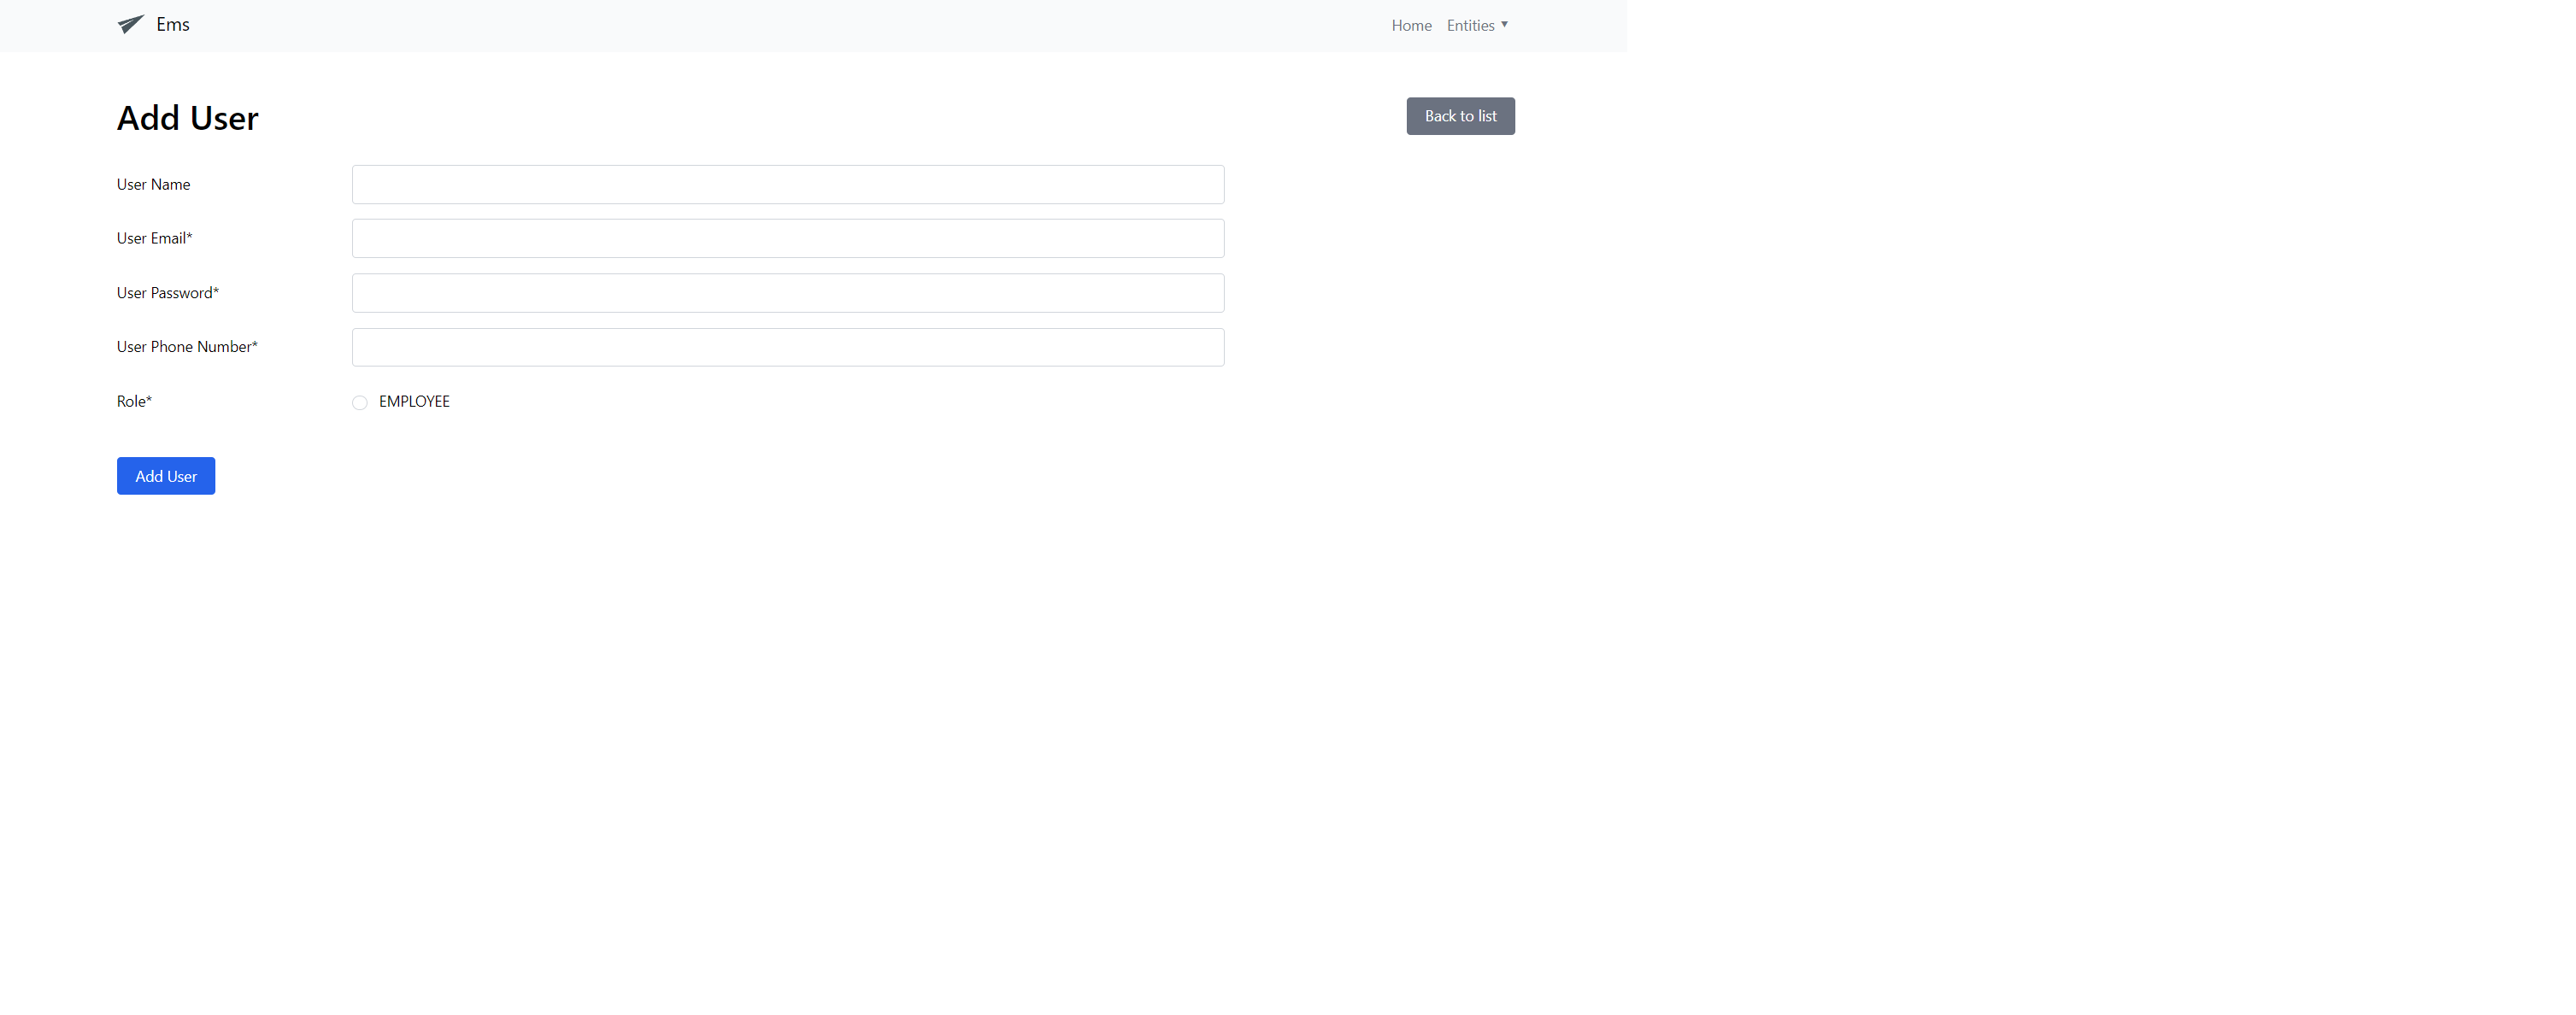 Ems
Home Entities ▼
Add User
Back to list
User Name
User Email*
User Password*
User Phone Number*
Role* EMPLOYEE
Add User